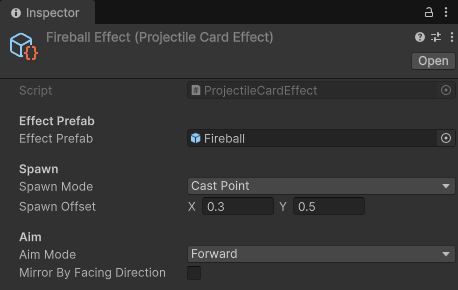 Inspector
Fireball Effect (Projectile Card Effect)
Open
Script ProjectileCardEffect
Effect Prefab
Effect Prefab Fireball
Spawn
Spawn Mode Cast Point
Spawn Offset X 0.3 Y 0.5
Aim
Aim Mode Forward
Mirror By Facing Direction